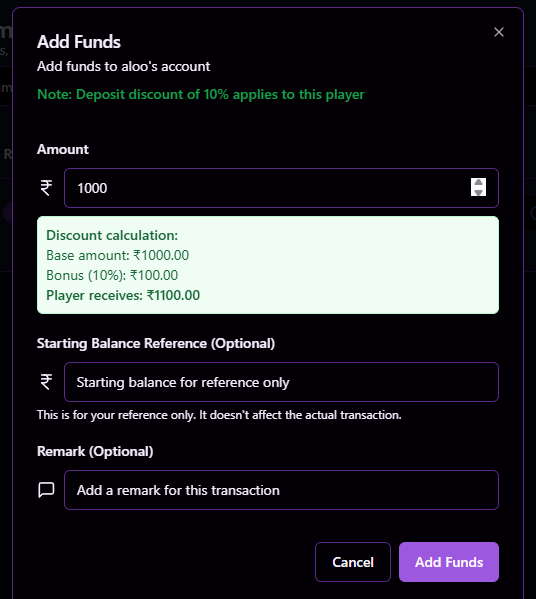 Add Funds
Add funds to aloo's account
Note: Deposit discount of 10% applies to this player
Amount
₹ 1000
Discount calculation:
Base amount: ₹1000.00
Bonus (10%): ₹100.00
Player receives: ₹1100.00
Starting Balance Reference (Optional)
₹ Starting balance for reference only
This is for your reference only. It doesn't affect the actual transaction.
Remark (Optional)
Add a remark for this transaction
Cancel Add Funds